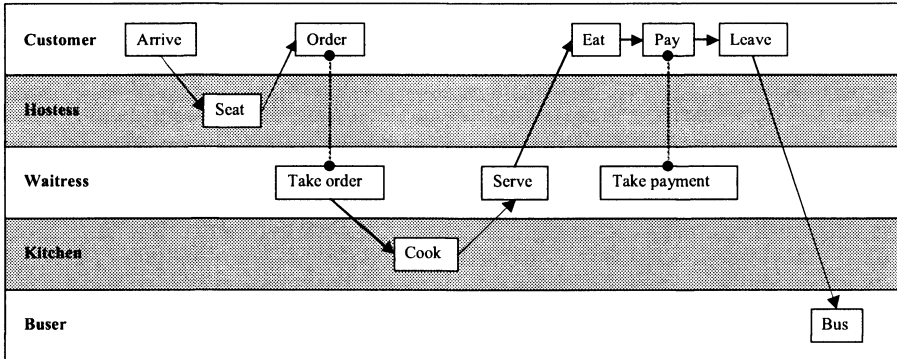 Customer Arrive Order Eat Pay Leave
Hostess Seat
Waitress Take order Serve Take payment
Kitchen Cook
Buser Bus